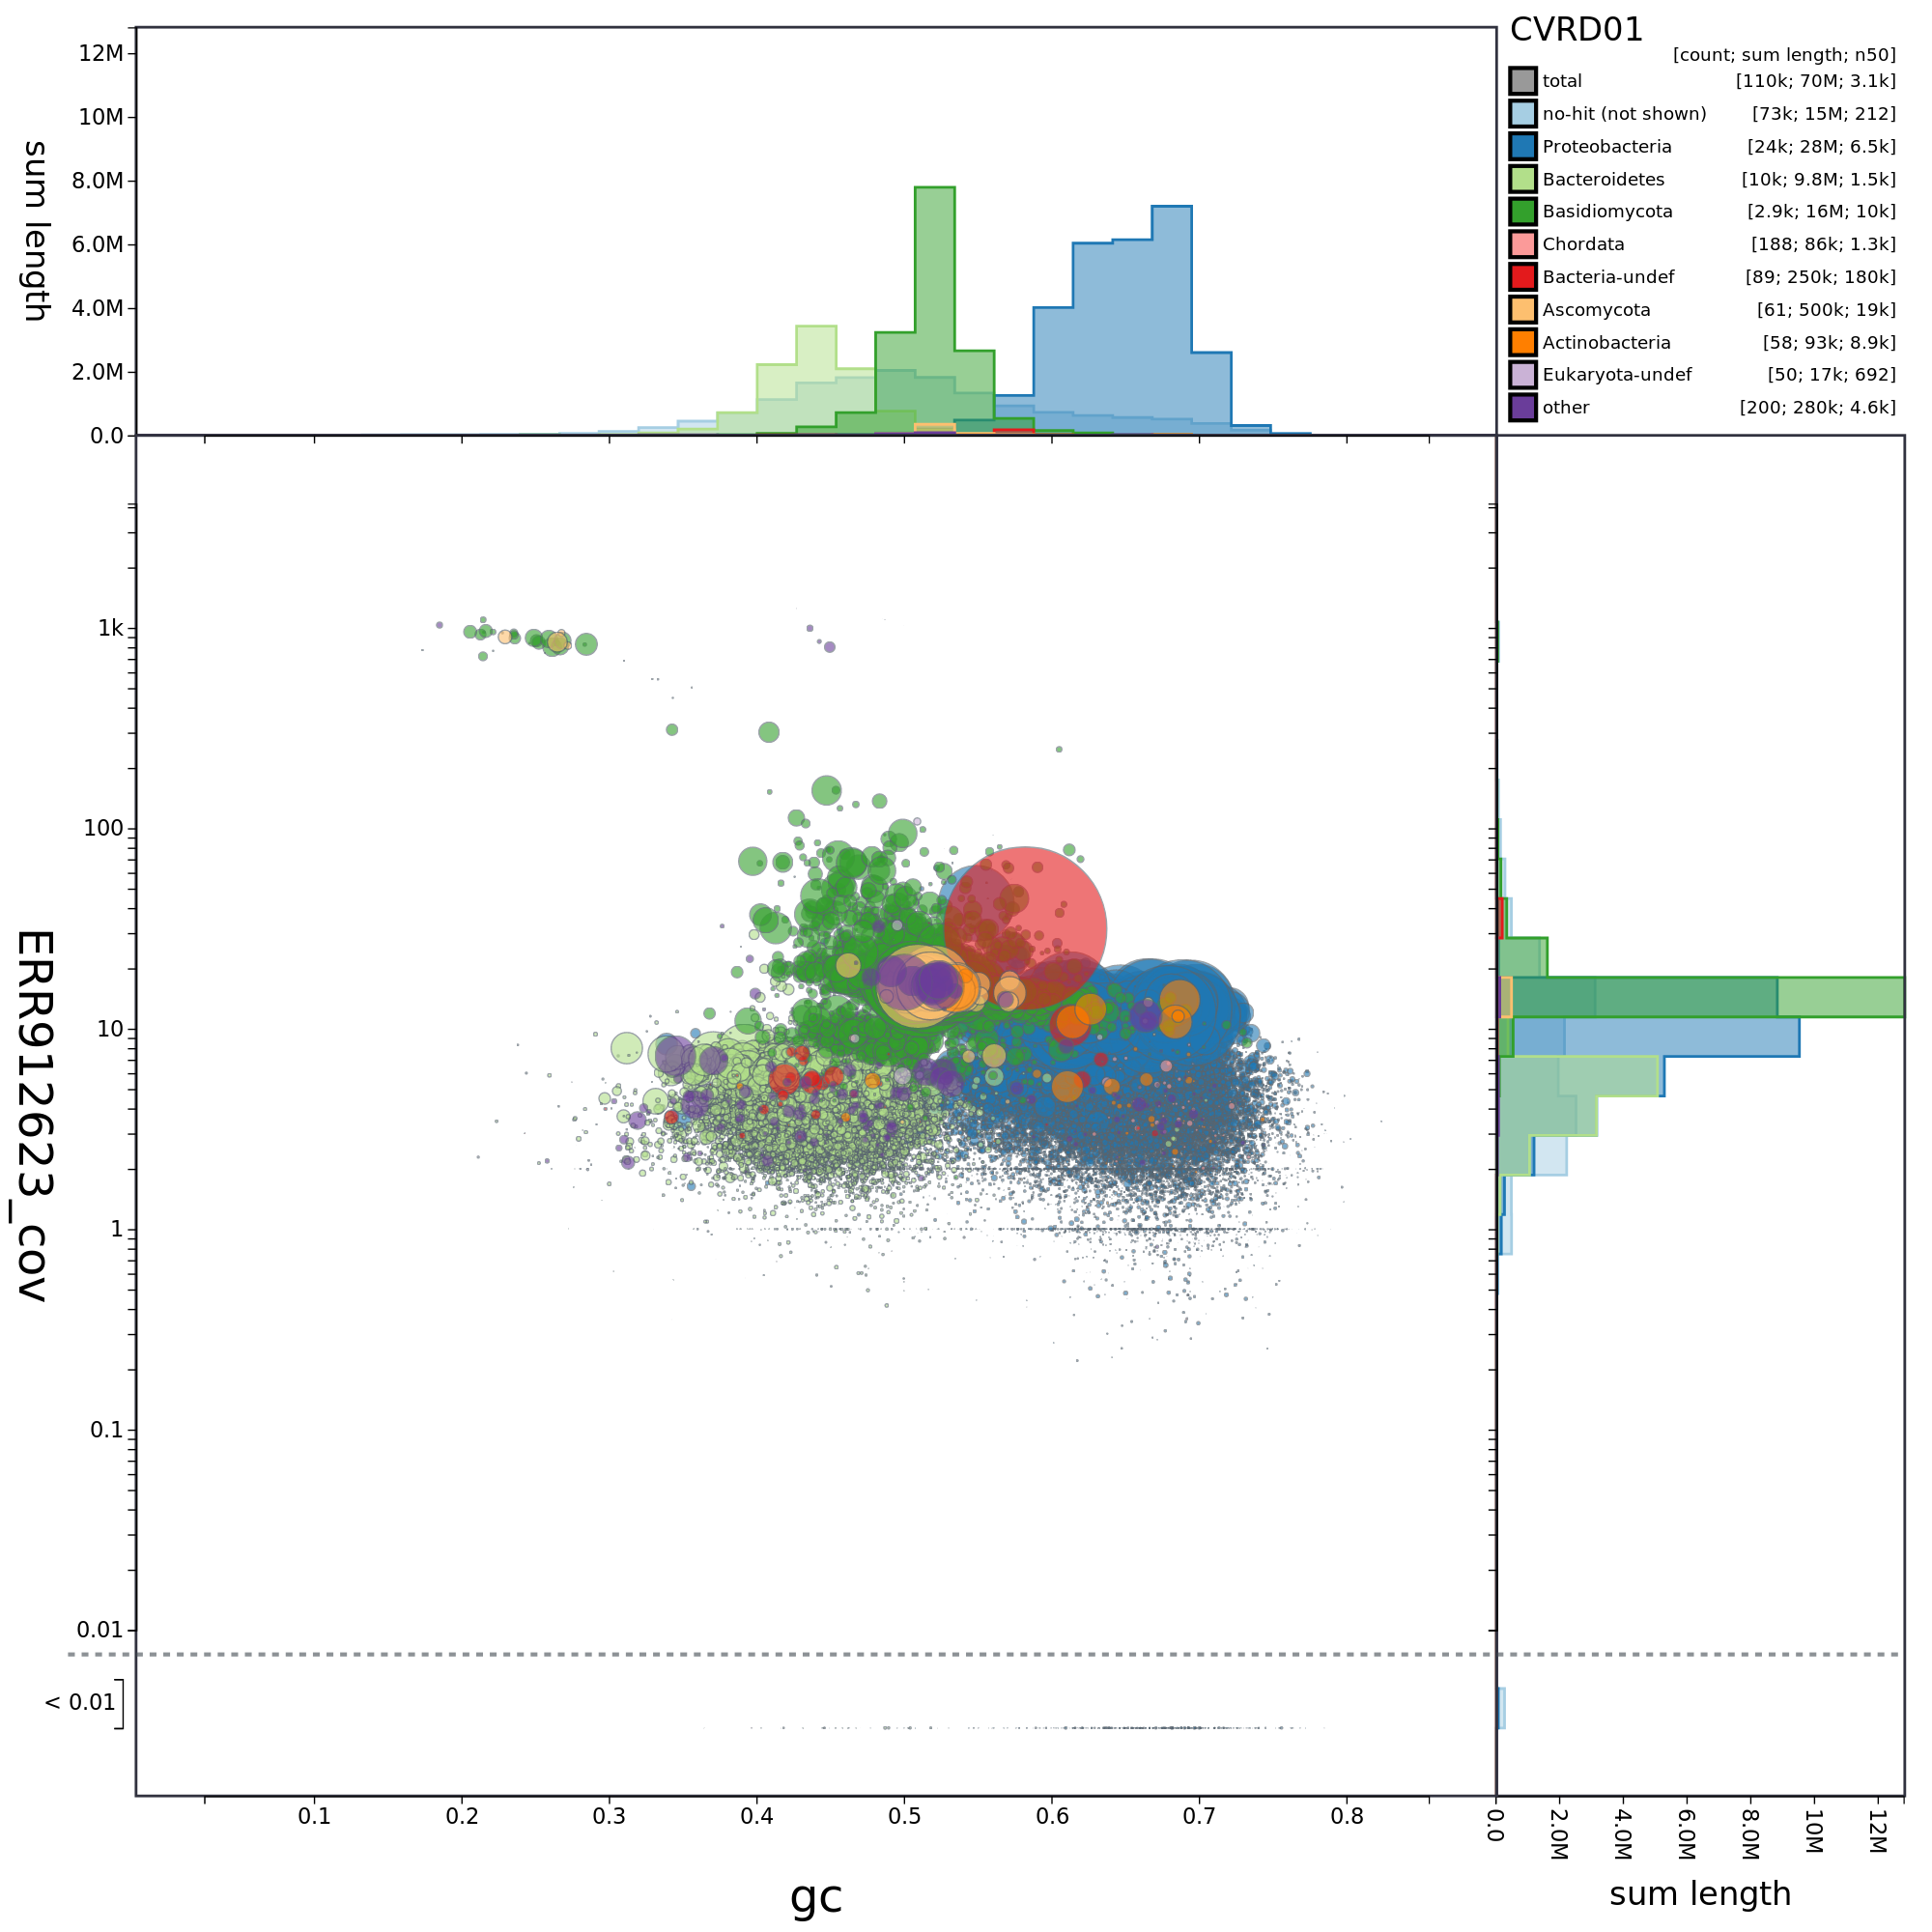 CVRD01
[count; sum length; n50]
total [110k; 70M; 3.1k]
no-hit (not shown) [73k; 15M; 212]
Proteobacteria [24k; 28M; 6.5k]
Bacteroidetes [10k; 9.8M; 1.5k]
Basidiomycota [2.9k; 16M; 10k]
Chordata [188; 86k; 1.3k]
Bacteria-undef [89; 250k; 180k]
Ascomycota [61; 500k; 19k]
Actinobacteria [58; 93k; 8.9k]
Eukaryota-undef [50; 17k; 692]
other [200; 280k; 4.6k]
sum length
12M
10M
8.0M
6.0M
4.0M
2.0M
0.0
ERR912623_cov
1k
100
10
1
0.1
0.01
< 0.01
0.1 0.2 0.3 0.4 0.5 0.6 0.7 0.8
gc
0.0 2.0M 4.0M 6.0M 8.0M 10M 12M
sum length